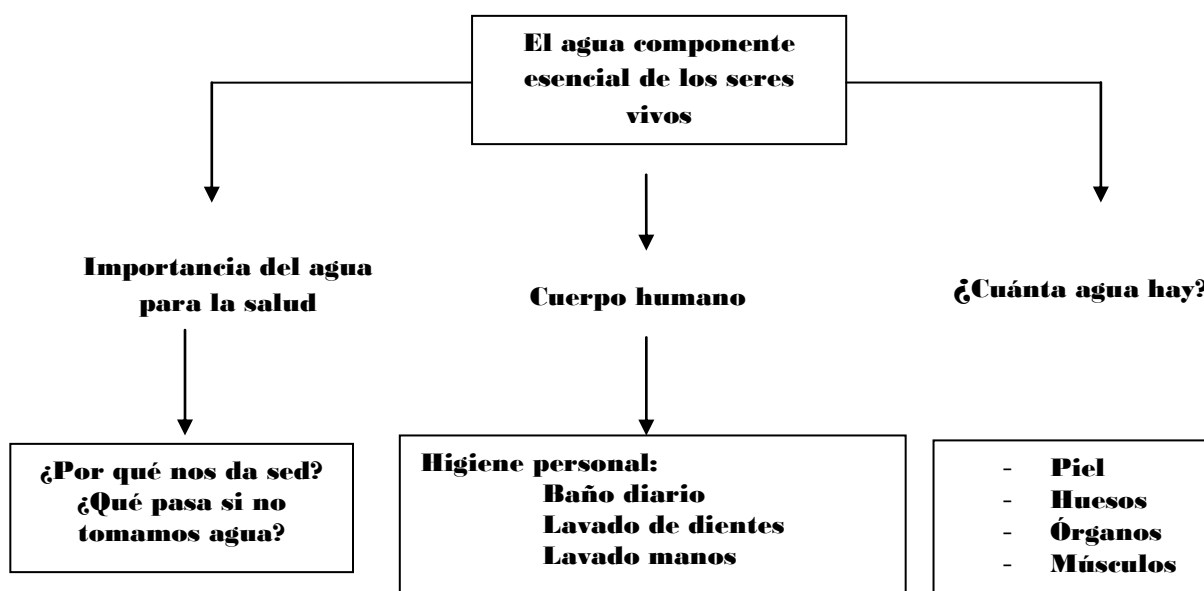 El agua componente
esencial de los seres
vivos
Importancia del agua
para la salud
Cuerpo humano
¿Cuánta agua hay?
¿Por qué nos da sed?
¿Qué pasa si no
tomamos agua?
Higiene personal:
Baño diario
Lavado de dientes
Lavado manos
- Piel
- Huesos
- Órganos
- Músculos